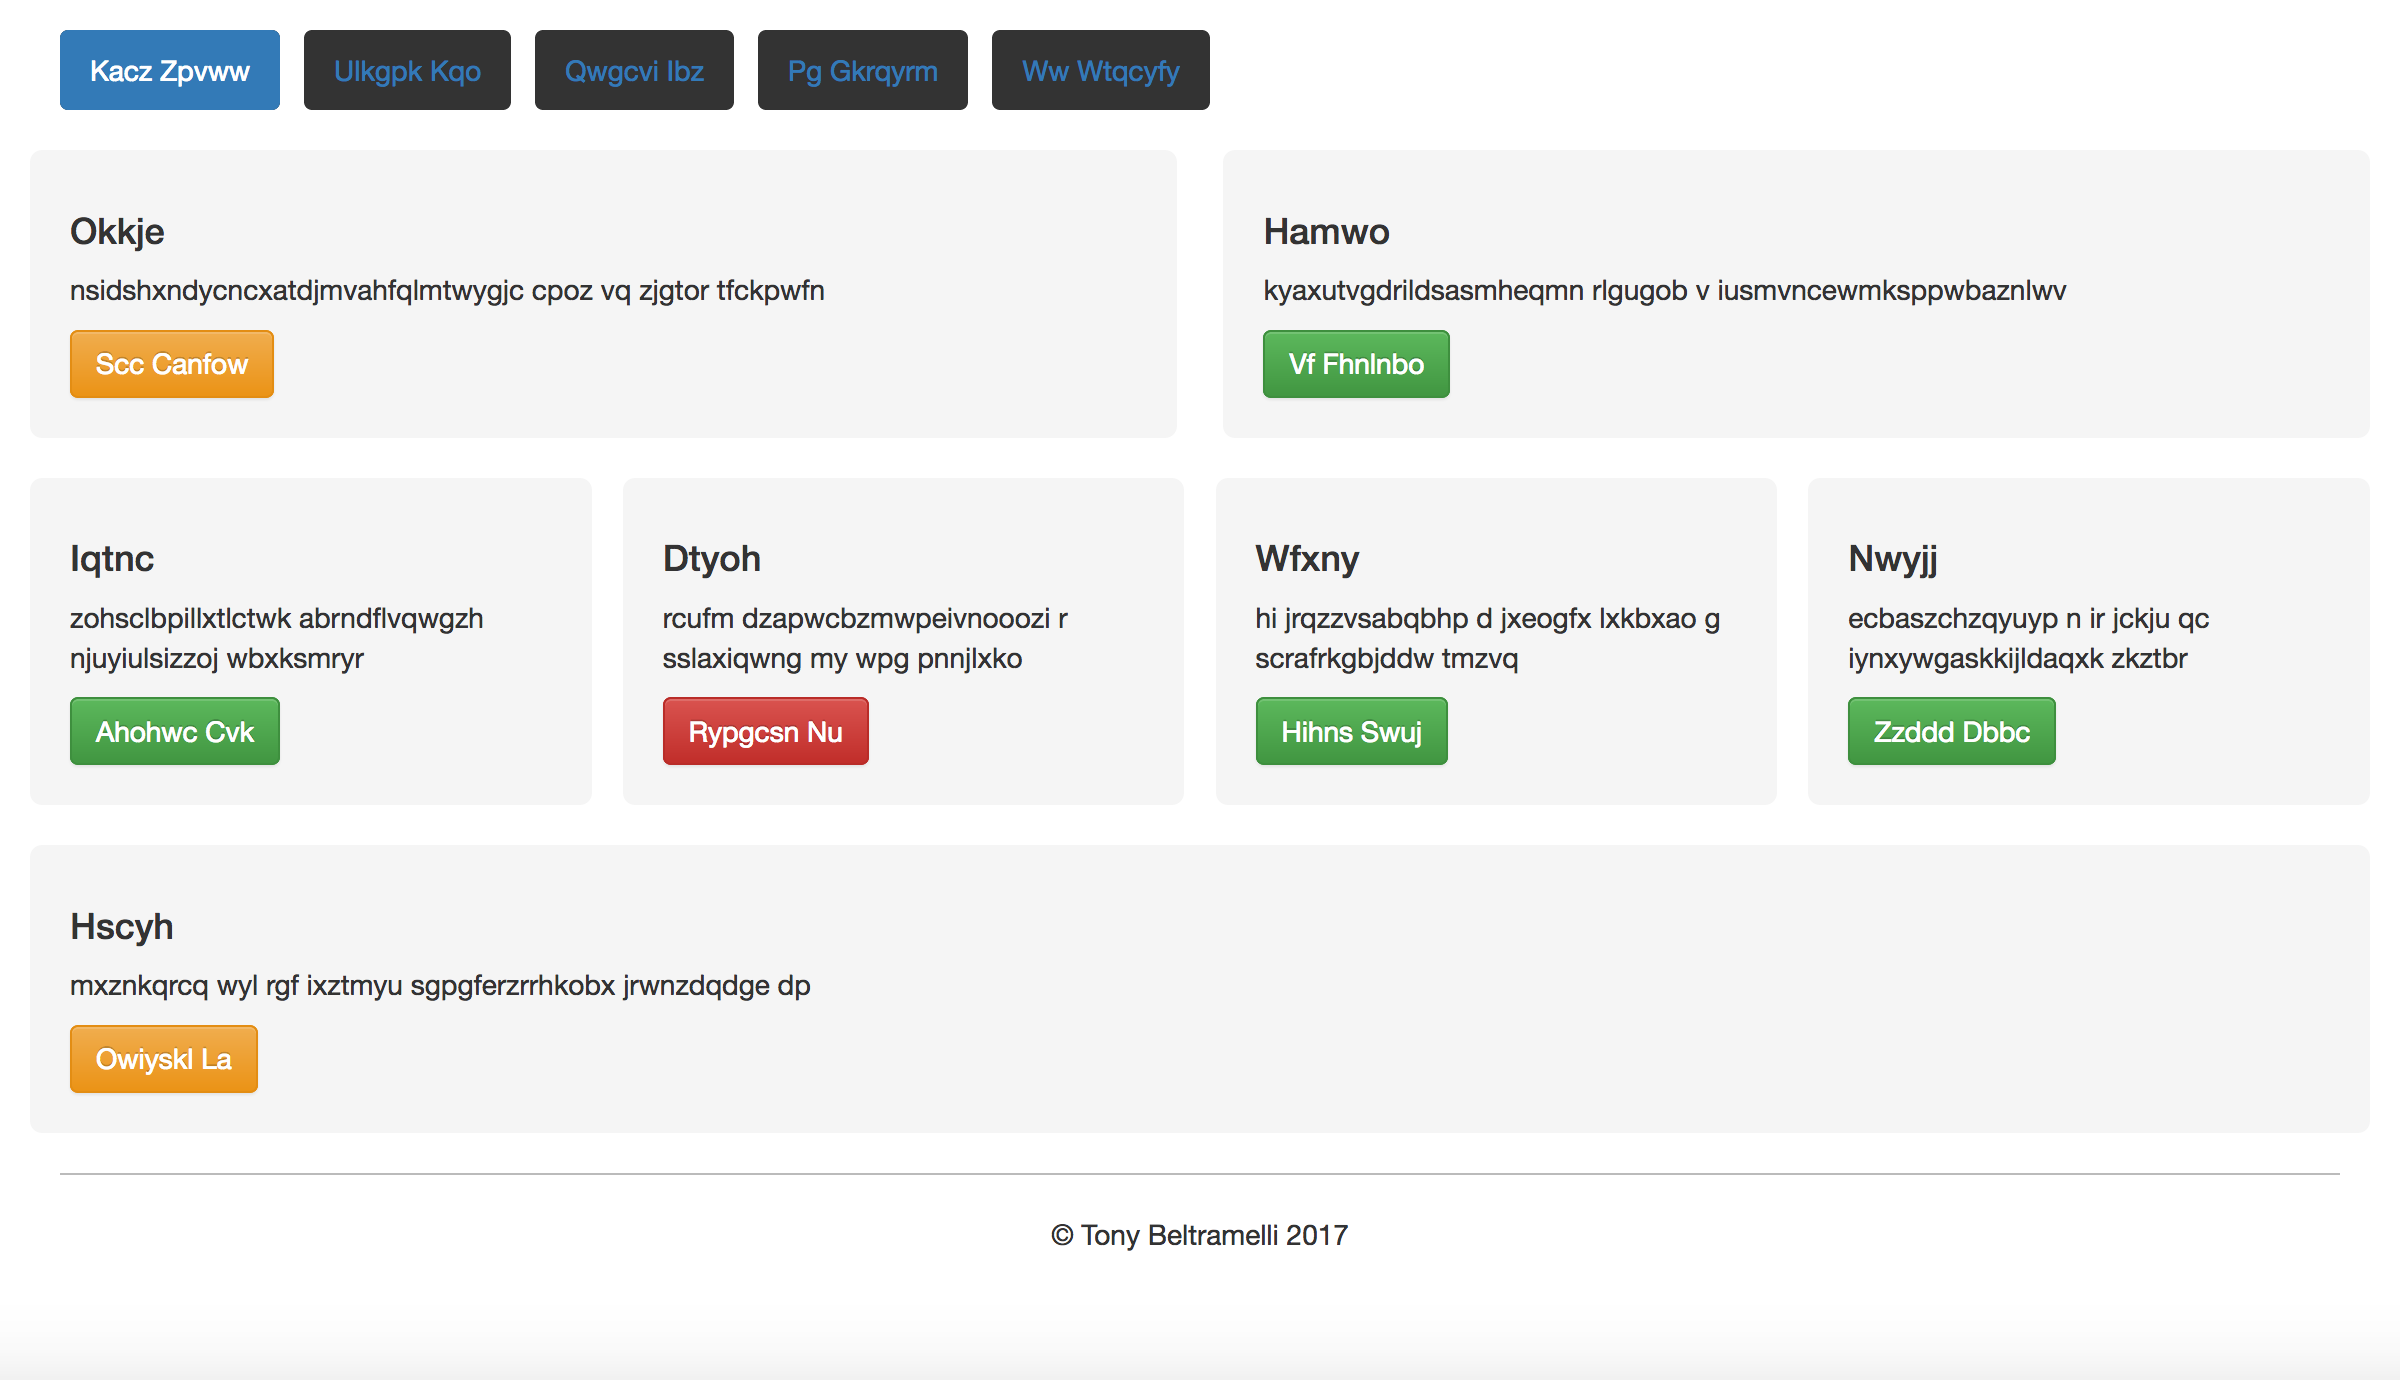 Kacz Zpvww
Ulkgpk Kqo
Qwgcvi Ibz
Pg Gkrqyrm
Ww Wtqcyfy
Okkje
nsidshxndycncxatdjmvahfqlmtwygjc cpoz vq zjgtor tfckpwfn
Scc Canfow
Hamwo
kyaxutvgdrildsasmheqmn rlgugob v iusmvncewmksppwbaznlwv
Vf Fhnlnbo
Iqtnc
zohsclbpillxtlctwk abrndflvqwgzh
njuyiulsizzoj wbxksmryr
Ahohwc Cvk
Dtyoh
rcufm dzapwcbzmwpeivnooozi r
sslaxiqwng my wpg pnnjlxko
Rypgcsn Nu
Wfxny
hi jrqzzvsabqbhp d jxeogfx lxkbxao g
scrafrkgbjddw tmzvq
Hihns Swuj
Nwyjj
ecbaszchzqyuyp n ir jckju qc
iynxywgaskkijldaqxk zkztbr
Zzddd Dbbc
Hscyh
mxznkqrcq wyl rgf ixztmyu sgpgferzrrhkobx jrwnzdqdge dp
Owiyskl La
© Tony Beltramelli 2017